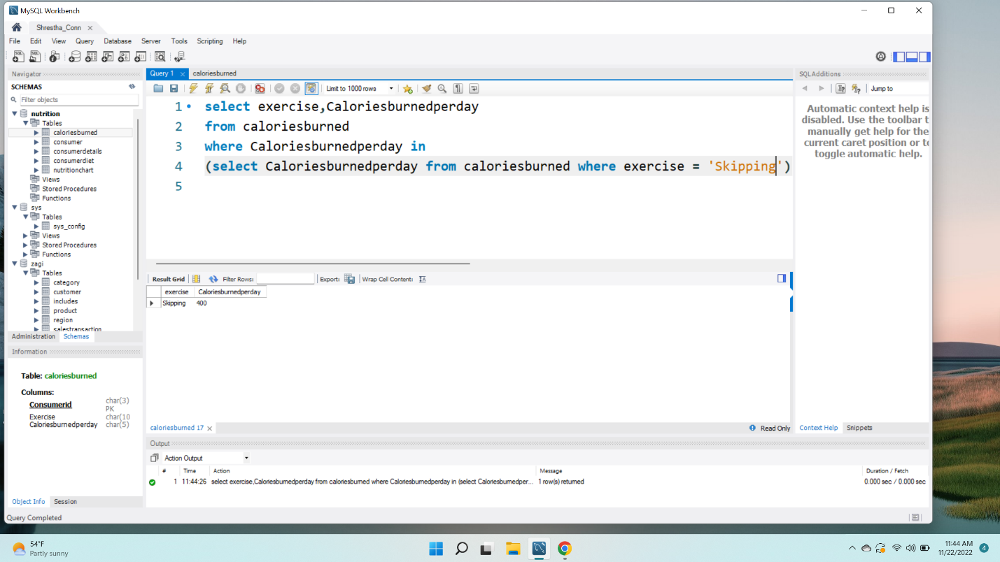 MySQL Workbench
Shrestha_Conn
File Edit View Query Database Server Tools Scripting Help
Navigator
SCHEMAS
Filter objects
nutrition
Tables
caloriesburned
consumer
consumerdetails
consumerdiet
nutritionchart
Views
Stored Procedures
Functions
sys
Tables
sys_config
Views
Stored Procedures
Functions
zagi
Tables
category
customer
includes
product
region
salestransaction
Administration Schemas
Information
Table: caloriesburned
Columns:
Consumerid char(3) PK
Exercise char(10
Caloriesburnedperday char(5)
Object Info Session
Query Completed
Query 1 caloriesburned
Limit to 1000 rows
1 select exercise,Caloriesburnedperday
2 from caloriesburned
3 where Caloriesburnedperday in
4 (select Caloriesburnedperday from caloriesburned where exercise = 'Skipping')
5
Result Grid Filter Rows: Export: Wrap Cell Content:
exercise Caloriesburnedperday
Skipping 400
caloriesburned 17 Read Only
SQLAdditions
Jump to
Automatic context help is
disabled. Use the toolbar t
manually get help for the
current caret position or to
toggle automatic help.
Context Help Snippets
Output
Action Output
# Time Action Message Duration / Fetch
1 11:44:26 select exercise,Caloriesburnedperday from caloriesburned where Caloriesburnedperday in (select Caloriesburnedper... 1 row(s) returned 0.000 sec / 0.000 sec
54°F
Partly sunny
11:44 AM
11/22/2022
4